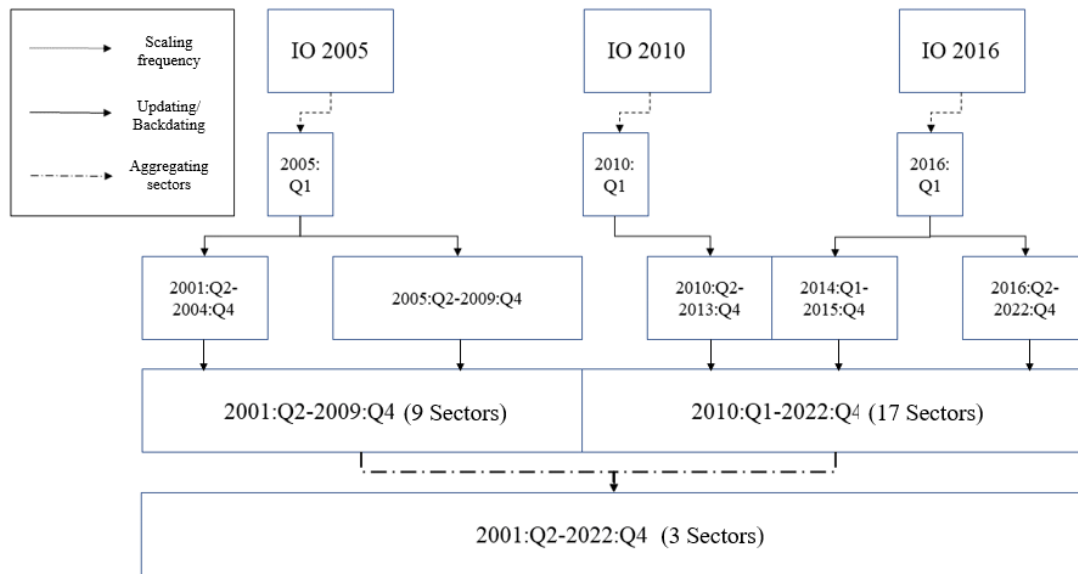 Scaling
frequency
Updating/
Backdating
Aggregating
sectors
IO 2005
IO 2010
IO 2016
2005:
Q1
2010:
Q1
2016:
Q1
2001:Q2-
2004:Q4
2005:Q2-2009:Q4
2010:Q2-
2013:Q4
2014:Q1-
2015:Q4
2016:Q2-
2022:Q4
2001:Q2-2009:Q4 (9 Sectors)
2010:Q1-2022:Q4 (17 Sectors)
2001:Q2-2022:Q4 (3 Sectors)